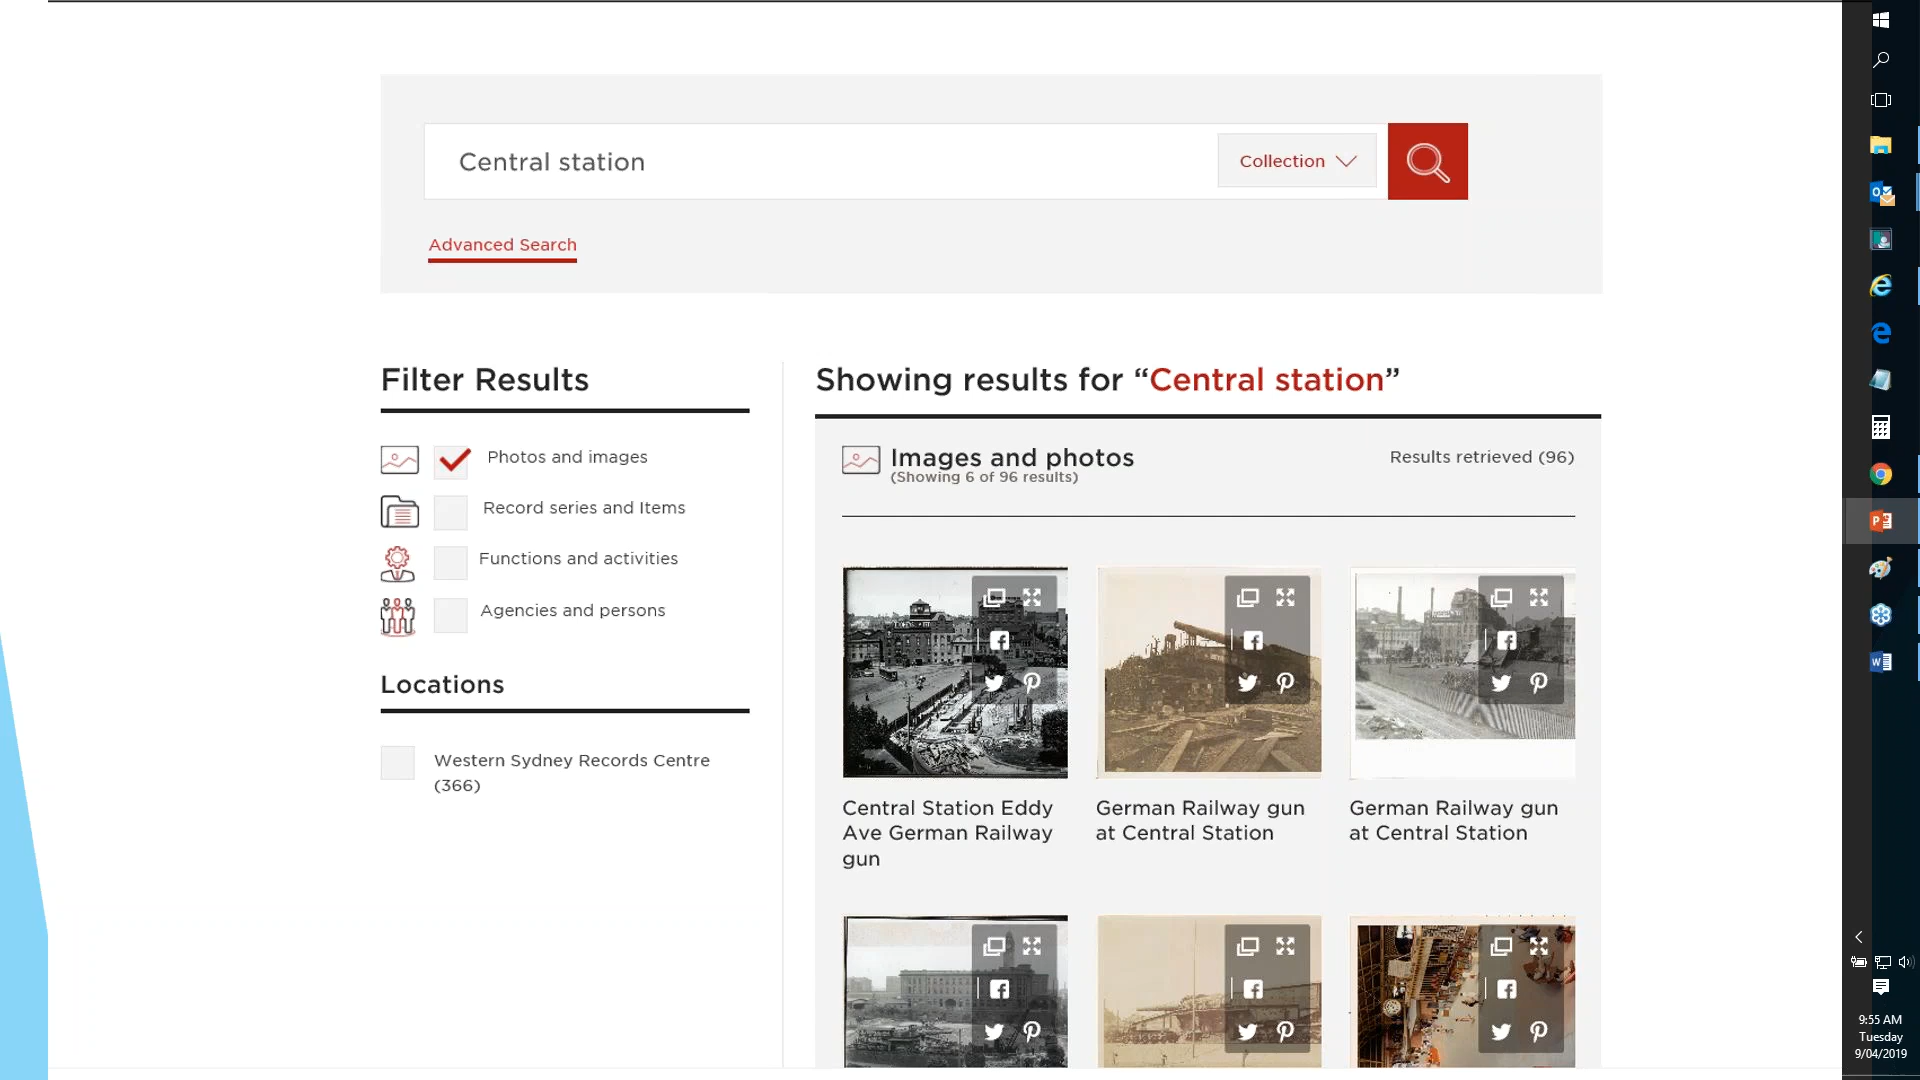 Central station
Collection
Advanced Search
Filter Results
Photos and images
Record series and Items
Functions and activities
Agencies and persons
Locations
Western Sydney Records Centre
(366)
Showing results for “Central station”
Images and photos
(Showing 6 of 96 results)
Results retrieved (96)
Central Station Eddy
Ave German Railway
gun
German Railway gun
at Central Station
German Railway gun
at Central Station
9:55 AM
Tuesday
9/04/2019